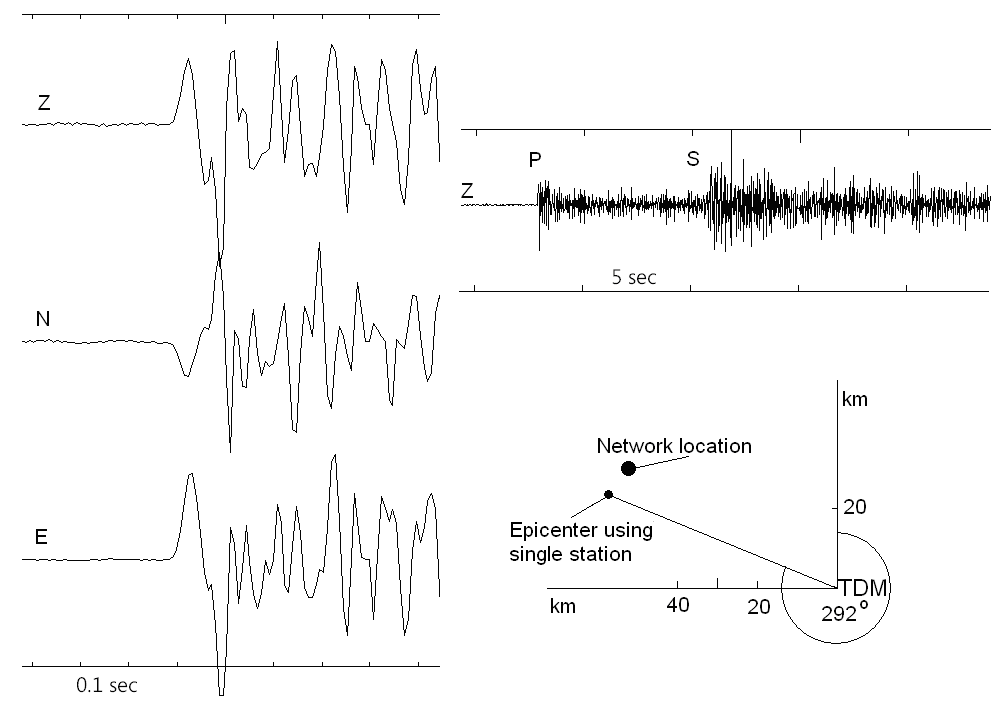 Z
N
E
0.1 sec
P
S
Z
5 sec
km
Network location
20
Epicenter using
single station
TDM
km
40
20
292°